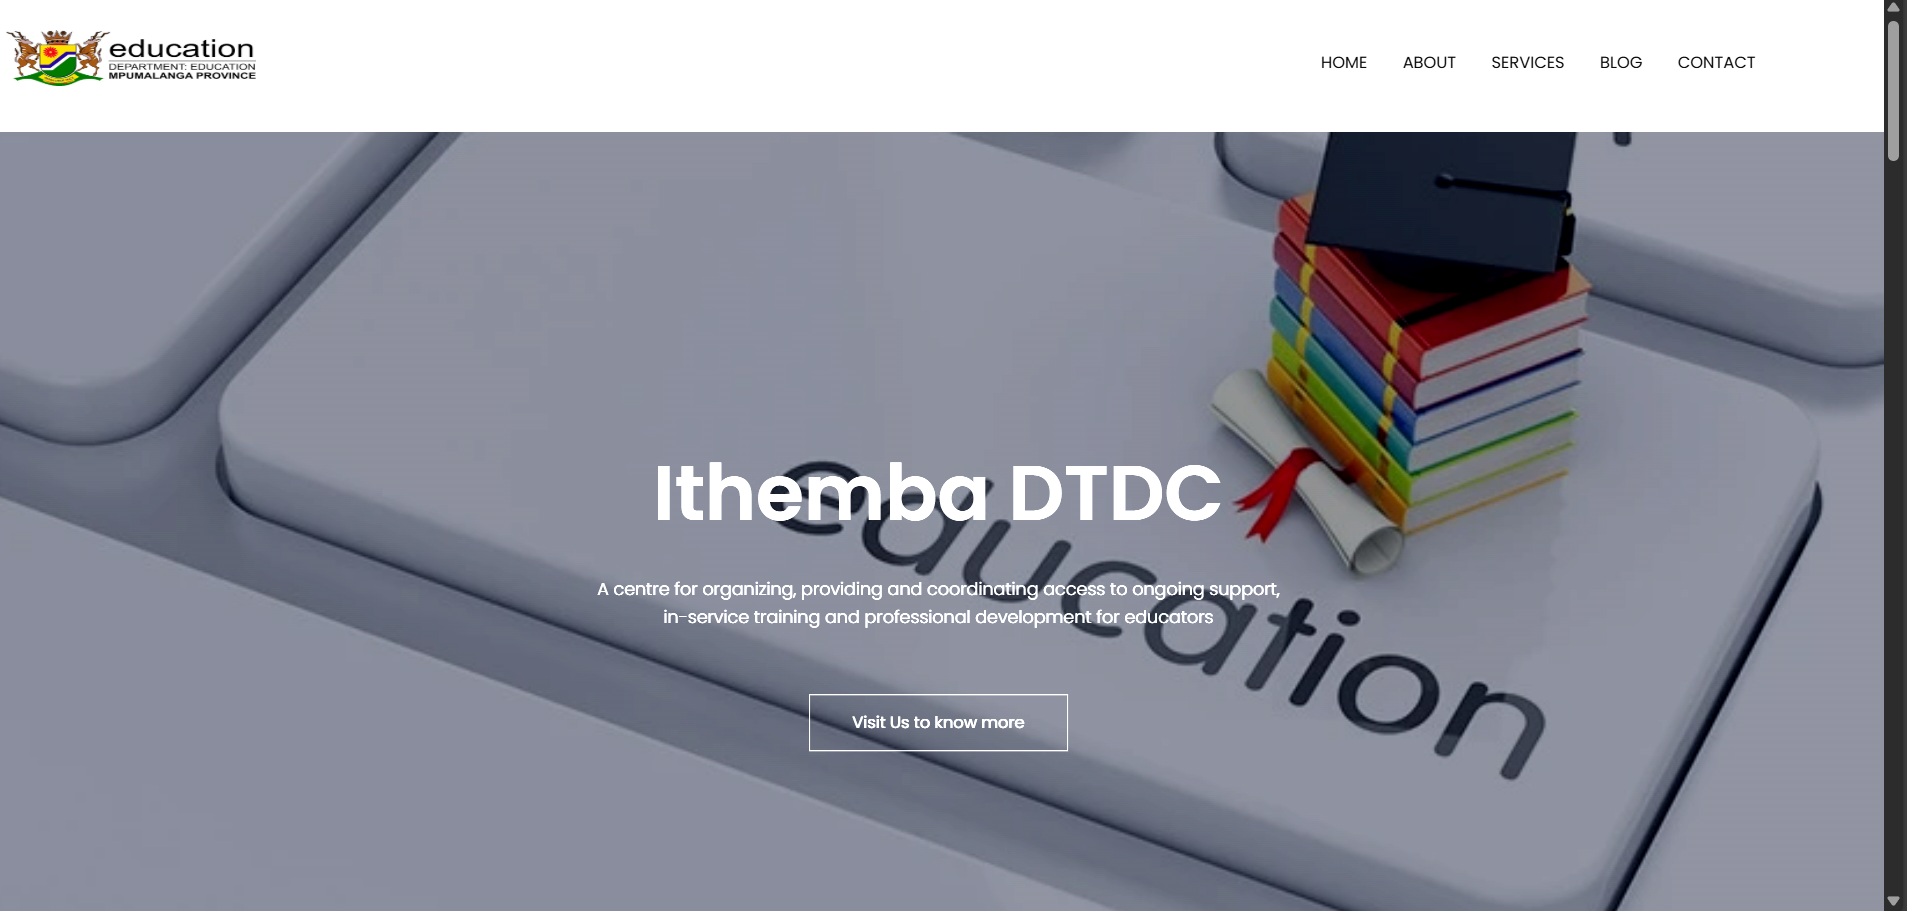 education
DEPARTMENT: EDUCATION
MPUMALANGA PROVINCE
HOME ABOUT SERVICES BLOG CONTACT
Ithemba DTDC
education
A centre for organizing, providing and coordinating access to ongoing support,
in-service training and professional development for educators
Visit Us to know more